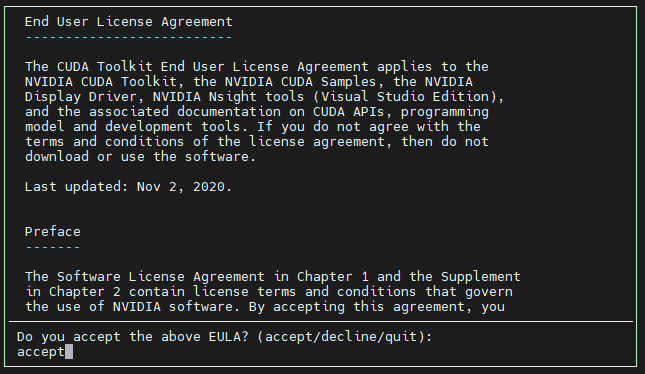 End User License Agreement
--------------------------
The CUDA Toolkit End User License Agreement applies to the
NVIDIA CUDA Toolkit, the NVIDIA CUDA Samples, the NVIDIA
Display Driver, NVIDIA Nsight tools (Visual Studio Edition),
and the associated documentation on CUDA APIs, programming
model and development tools. If you do not agree with the
terms and conditions of the license agreement, then do not
download or use the software.
Last updated: Nov 2, 2020.
Preface
-------
The Software License Agreement in Chapter 1 and the Supplement
in Chapter 2 contain license terms and conditions that govern
the use of NVIDIA software. By accepting this agreement, you
Do you accept the above EULA? (accept/decline/quit):
accept